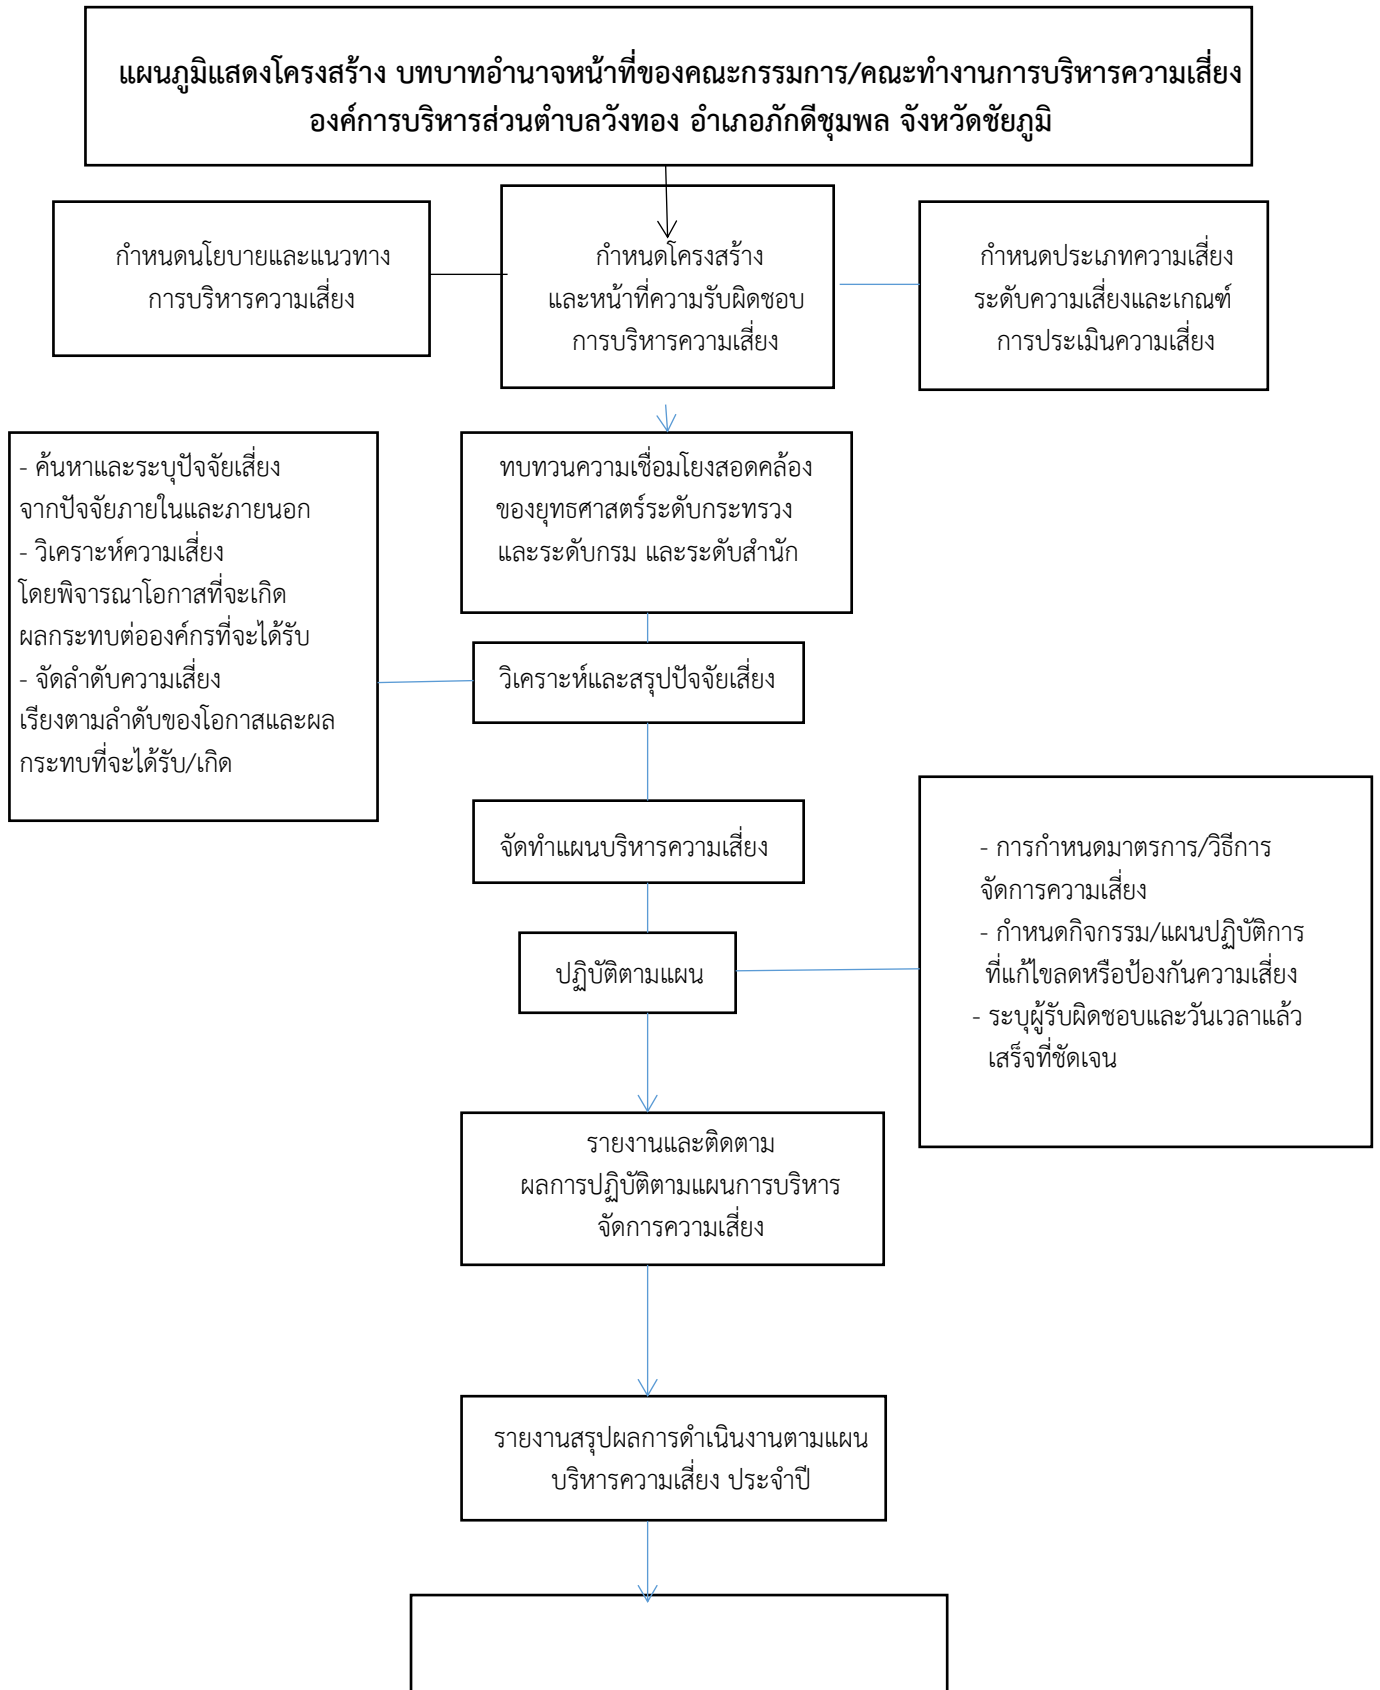 แผนภูมิแสดงโครงสร้าง บทบาทอำนาจหน้าที่ของคณะกรรมการ/คณะทำงานการบริหารความเสี่ยง
องค์การบริหารส่วนตำบลวังทอง อำเภอภักดีชุมพล จังหวัดชัยภูมิ
กำหนดนโยบายและแนวทาง
การบริหารความเสี่ยง
กำหนดโครงสร้าง
และหน้าที่ความรับผิดชอบ
การบริหารความเสี่ยง
กำหนดประเภทความเสี่ยง
ระดับความเสี่ยงและเกณฑ์
การประเมินความเสี่ยง
- ค้นหาและระบุปัจจัยเสี่ยง
จากปัจจัยภายในและภายนอก
- วิเคราะห์ความเสี่ยง
โดยพิจารณาโอกาสที่จะเกิด
ผลกระทบต่อองค์กรที่จะได้รับ
- จัดลำดับความเสี่ยง
เรียงตามลำดับของโอกาสและผล
กระทบที่จะได้รับ/เกิด
ทบทวนความเชื่อมโยงสอดคล้อง
ของยุทธศาสตร์ระดับกระทรวง
และระดับกรม และระดับสำนัก
วิเคราะห์และสรุปปัจจัยเสี่ยง
จัดทำแผนบริหารความเสี่ยง
ปฏิบัติตามแผน
- การกำหนดมาตรการ/วิธีการ
จัดการความเสี่ยง
- กำหนดกิจกรรม/แผนปฏิบัติการ
ที่แก้ไขลดหรือป้องกันความเสี่ยง
- ระบุผู้รับผิดชอบและวันเวลาแล้ว
เสร็จที่ชัดเจน
รายงานและติดตาม
ผลการปฏิบัติตามแผนการบริหาร
จัดการความเสี่ยง
รายงานสรุปผลการดำเนินงานตามแผน
บริหารความเสี่ยง ประจำปี